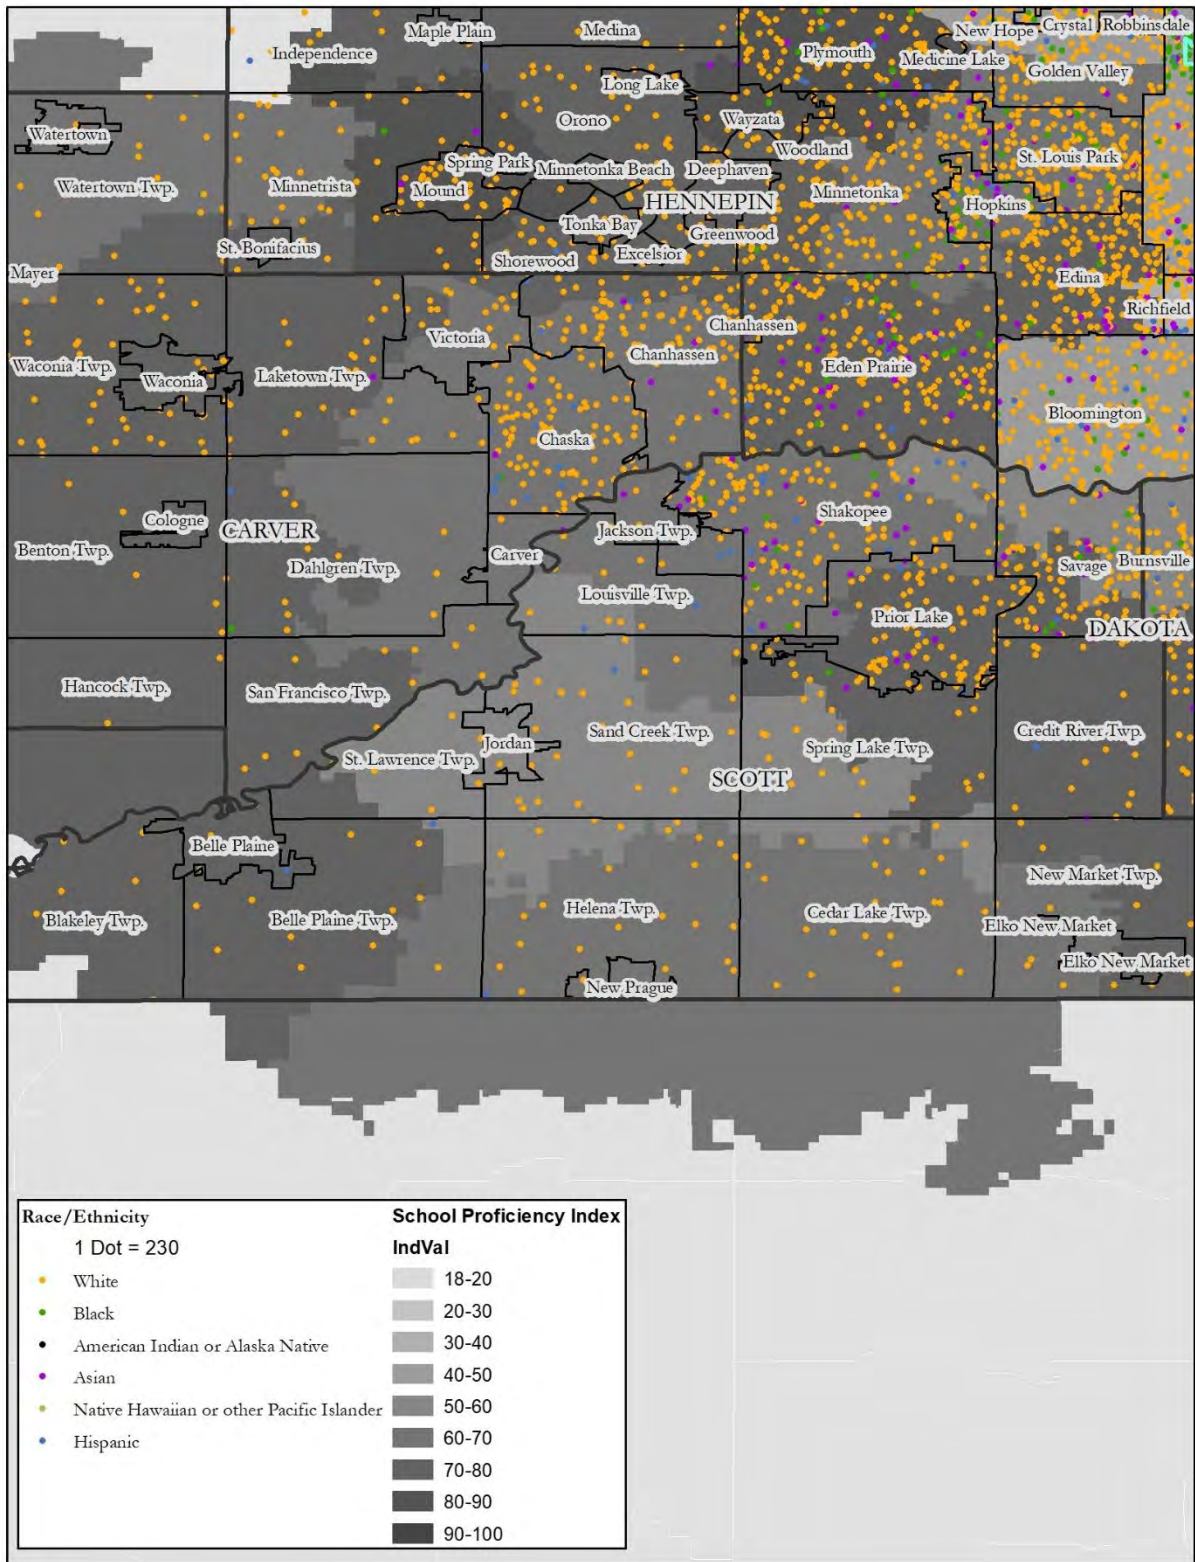 Maple Plain
Medina
New Hope
Crystal
Robbinsdale
Independence
Plymouth
Medicine Lake
Golden Valley
Long Lake
Watertown
Orono
Wayzata
Woodland
St. Louis Park
Watertown Twp.
Minnetrista
Spring Park
Mound
Minnetonka Beach
Deephaven
Minnetonka
Hopkins
HENNEPIN
Tonka Bay
Greenwood
St. Bonifacius
Shorewood
Excelsior
Mayer
Edina
Richfield
Victoria
Chanhassen
Chanhassen
Waconia Twp.
Waconia
Laketown Twp.
Eden Prairie
Chaska
Bloomington
Cologne
CARVER
Jackson Twp.
Shakopee
Benton Twp.
Dahlgren Twp.
Carver
Louisville Twp.
Savage
Burnsville
Prior Lake
DAKOTA
Hancock Twp.
San Francisco Twp.
St. Lawrence Twp.
Jordan
Sand Creek Twp.
Spring Lake Twp.
Credit River Twp.
SCOTT
Belle Plaine
New Market Twp.
Blakeley Twp.
Belle Plaine Twp.
Helena Twp.
Cedar Lake Twp.
Elko New Market
Elko New Market
New Prague
Race/Ethnicity
1 Dot = 230
White
Black
American Indian or Alaska Native
Asian
Native Hawaiian or other Pacific Islander
Hispanic
School Proficiency Index
IndVal
18-20
20-30
30-40
40-50
50-60
60-70
70-80
80-90
90-100